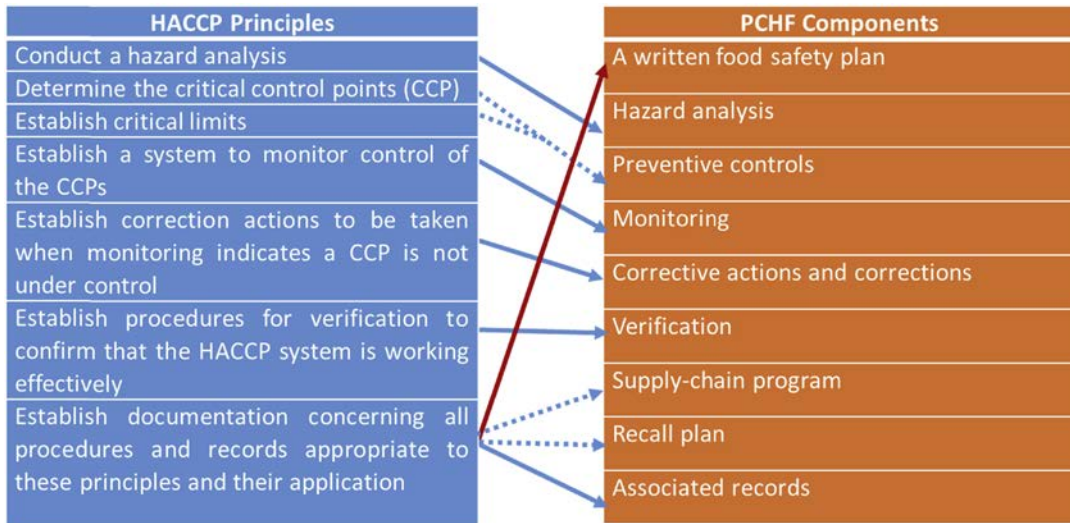 HACCP Principles
Conduct a hazard analysis
Determine the critical control points (CCP)
Establish critical limits
Establish a system to monitor control of
the CCPs
Establish correction actions to be taken
when monitoring indicates a CCP is not
under control
Establish procedures for verification to
confirm that the HACCP system is working
effectively
Establish documentation concerning all
procedures and records appropriate to
these principles and their application
PCHF Components
A written food safety plan
Hazard analysis
Preventive controls
Monitoring
Corrective actions and corrections
Verification
Supply-chain program
Recall plan
Associated records